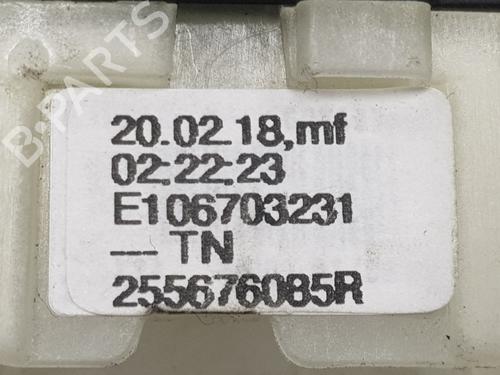 B-PARTS
20.02.18,mf
02:22:23
E106703231
--- TN
255676085R